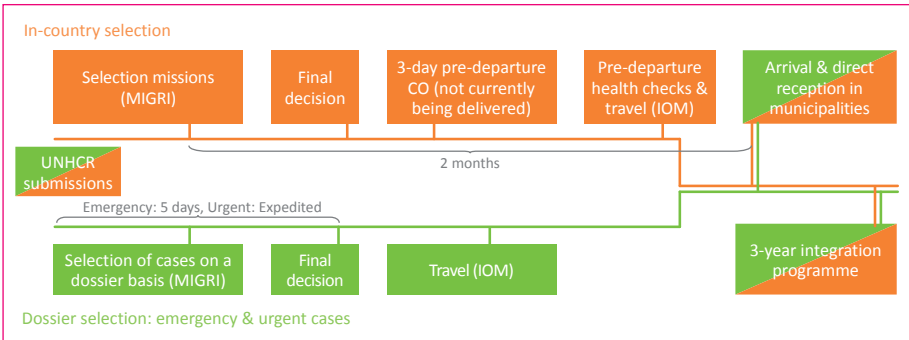 In-country selection
Selection missions
(MIGRI)
Final
decision
3-day pre-departure
CO (not currently
being delivered)
Pre-departure
health checks &
travel (IOM)
Arrival & direct
reception in
municipalities
UNHCR
submissions
2 months
Emergency: 5 days, Urgent: Expedited
Selection of cases on a
dossier basis (MIGRI)
Final
decision
Travel (IOM)
3-year integration
programme
Dossier selection: emergency & urgent cases